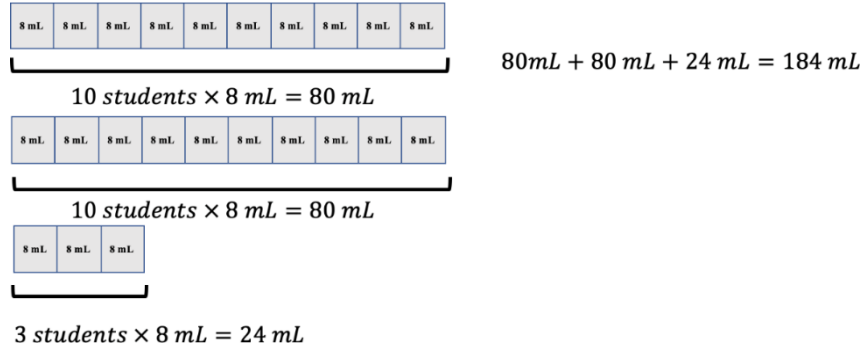 8 mL 8 mL 8 mL 8 mL 8 mL 8 mL 8 mL 8 mL 8 mL 8 mL
10 students × 8 mL = 80 mL
80mL + 80 mL + 24 mL = 184 mL
8 mL 8 mL 8 mL 8 mL 8 mL 8 mL 8 mL 8 mL 8 mL 8 mL
10 students × 8 mL = 80 mL
8 mL 8 mL 8 mL
3 students × 8 mL = 24 mL